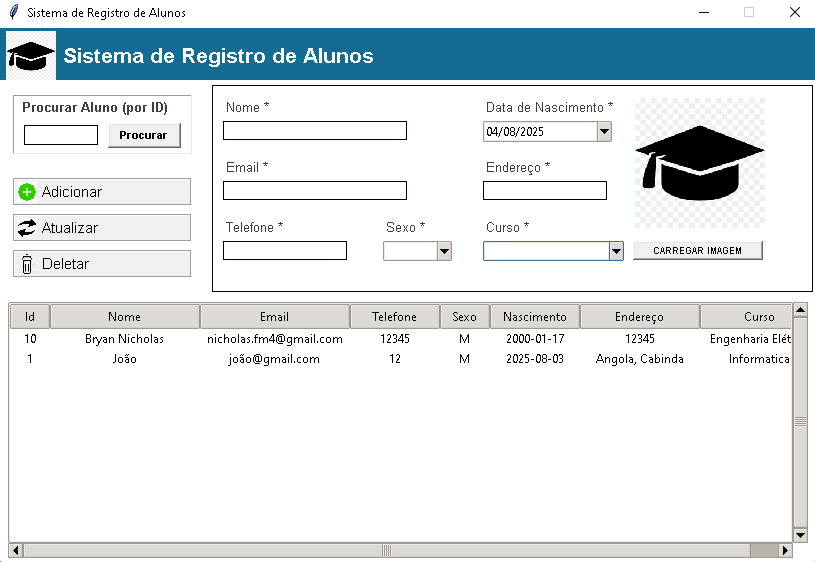 Sistema de Registro de Alunos
Sistema de Registro de Alunos
Procurar Aluno (por ID)
Procurar
Adicionar
Atualizar
Deletar
Nome *
Data de Nascimento *
04/08/2025
Email *
Endereço *
Telefone *
Sexo *
Curso *
CARREGAR IMAGEM
Id Nome Email Telefone Sexo Nascimento Endereço Curso
10 Bryan Nicholas nicholas.fm4@gmail.com 12345 M 2000-01-17 12345 Engenharia Elét
1 João joão@gmail.com 12 M 2025-08-03 Angola, Cabinda Informatica